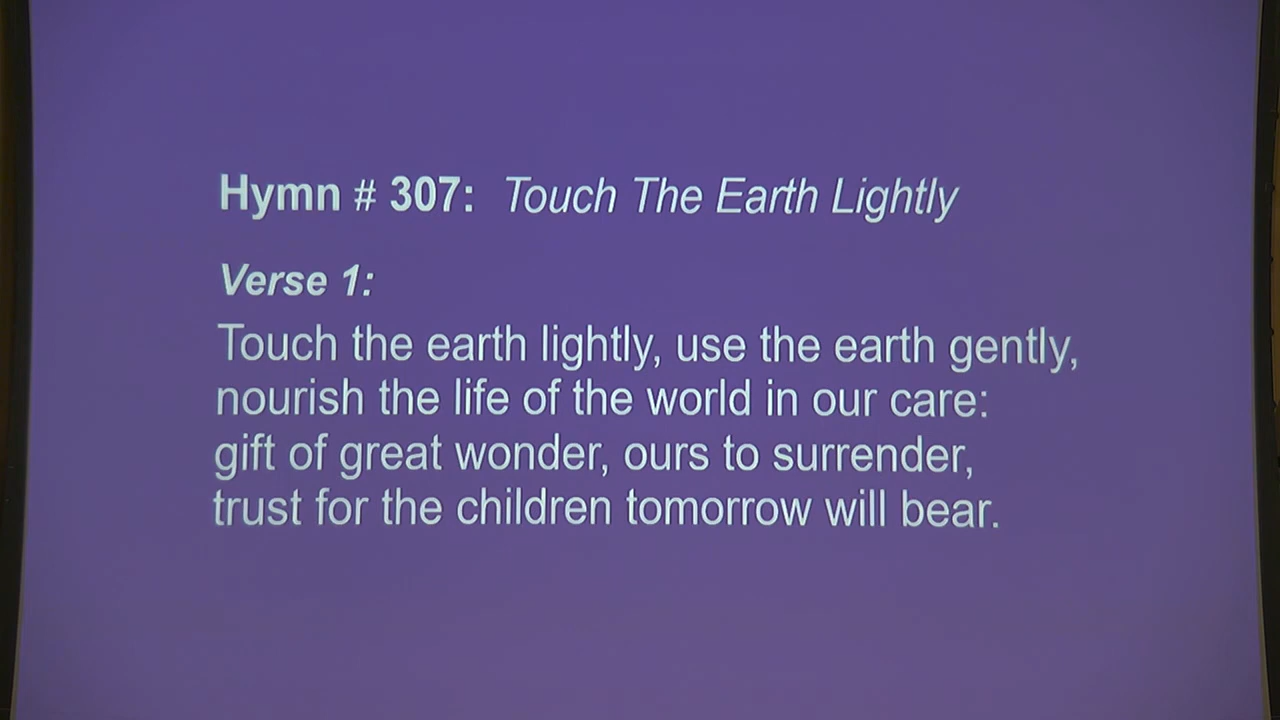 Hymn # 307: Touch The Earth Lightly
Verse 1:
Touch the earth lightly, use the earth gently,
nourish the life of the world in our care:
gift of great wonder, ours to surrender,
trust for the children tomorrow will bear.